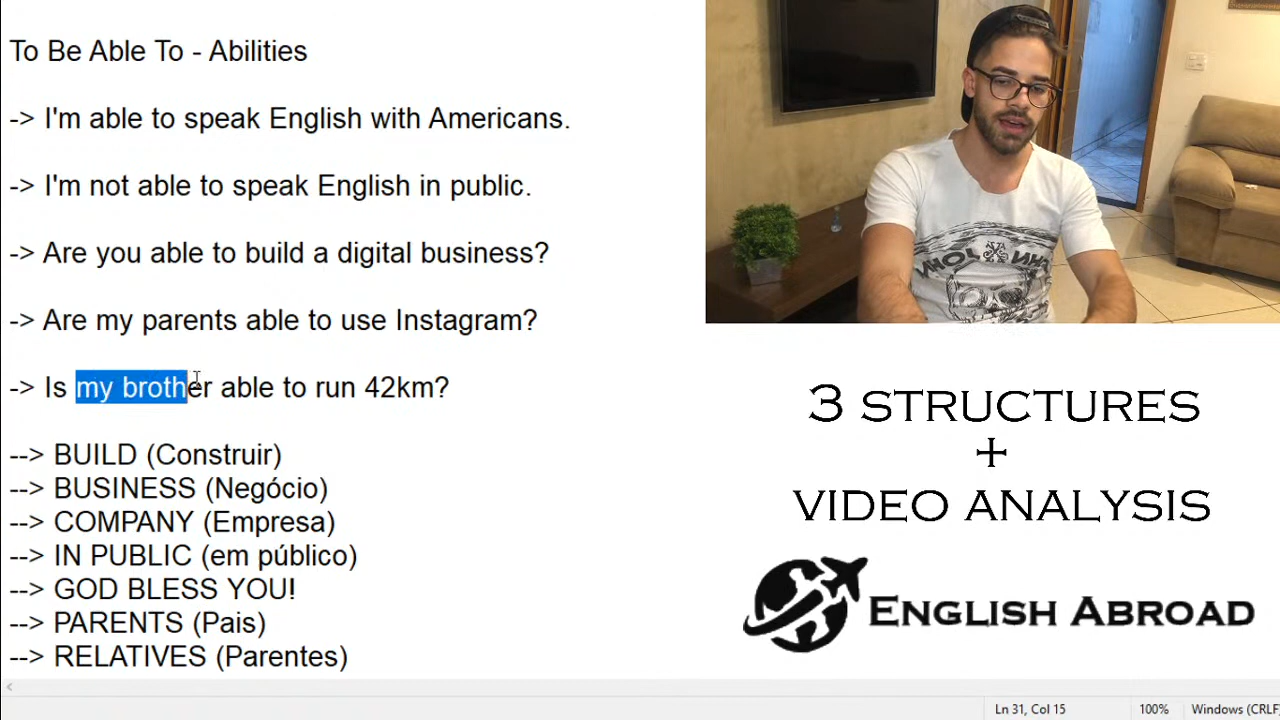 To Be Able To - Abilities
-> I'm able to speak English with Americans.
-> I'm not able to speak English in public.
-> Are you able to build a digital business?
-> Are my parents able to use Instagram?
-> Is my brother able to run 42km?
--> BUILD (Construir)
--> BUSINESS (Negócio)
--> COMPANY (Empresa)
--> IN PUBLIC (em público)
--> GOD BLESS YOU!
--> PARENTS (Pais)
--> RELATIVES (Parentes)
3 STRUCTURES
+
VIDEO ANALYSIS
ENGLISH ABROAD
Ln 31, Col 15
100%
Windows (CRLF